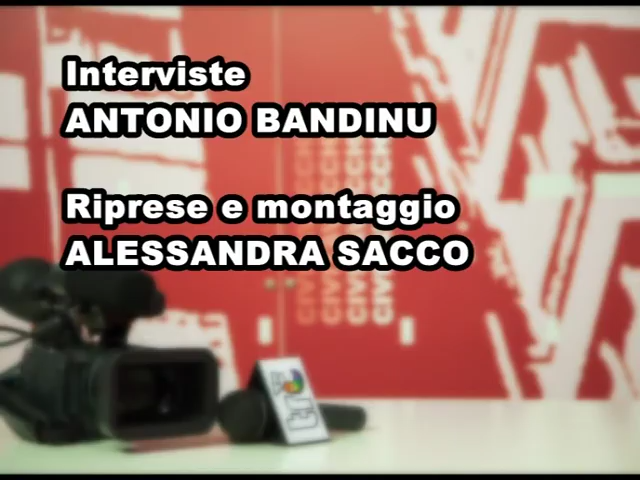 Interviste
ANTONIO BANDINU
Riprese e montaggio
ALESSANDRA SACCO